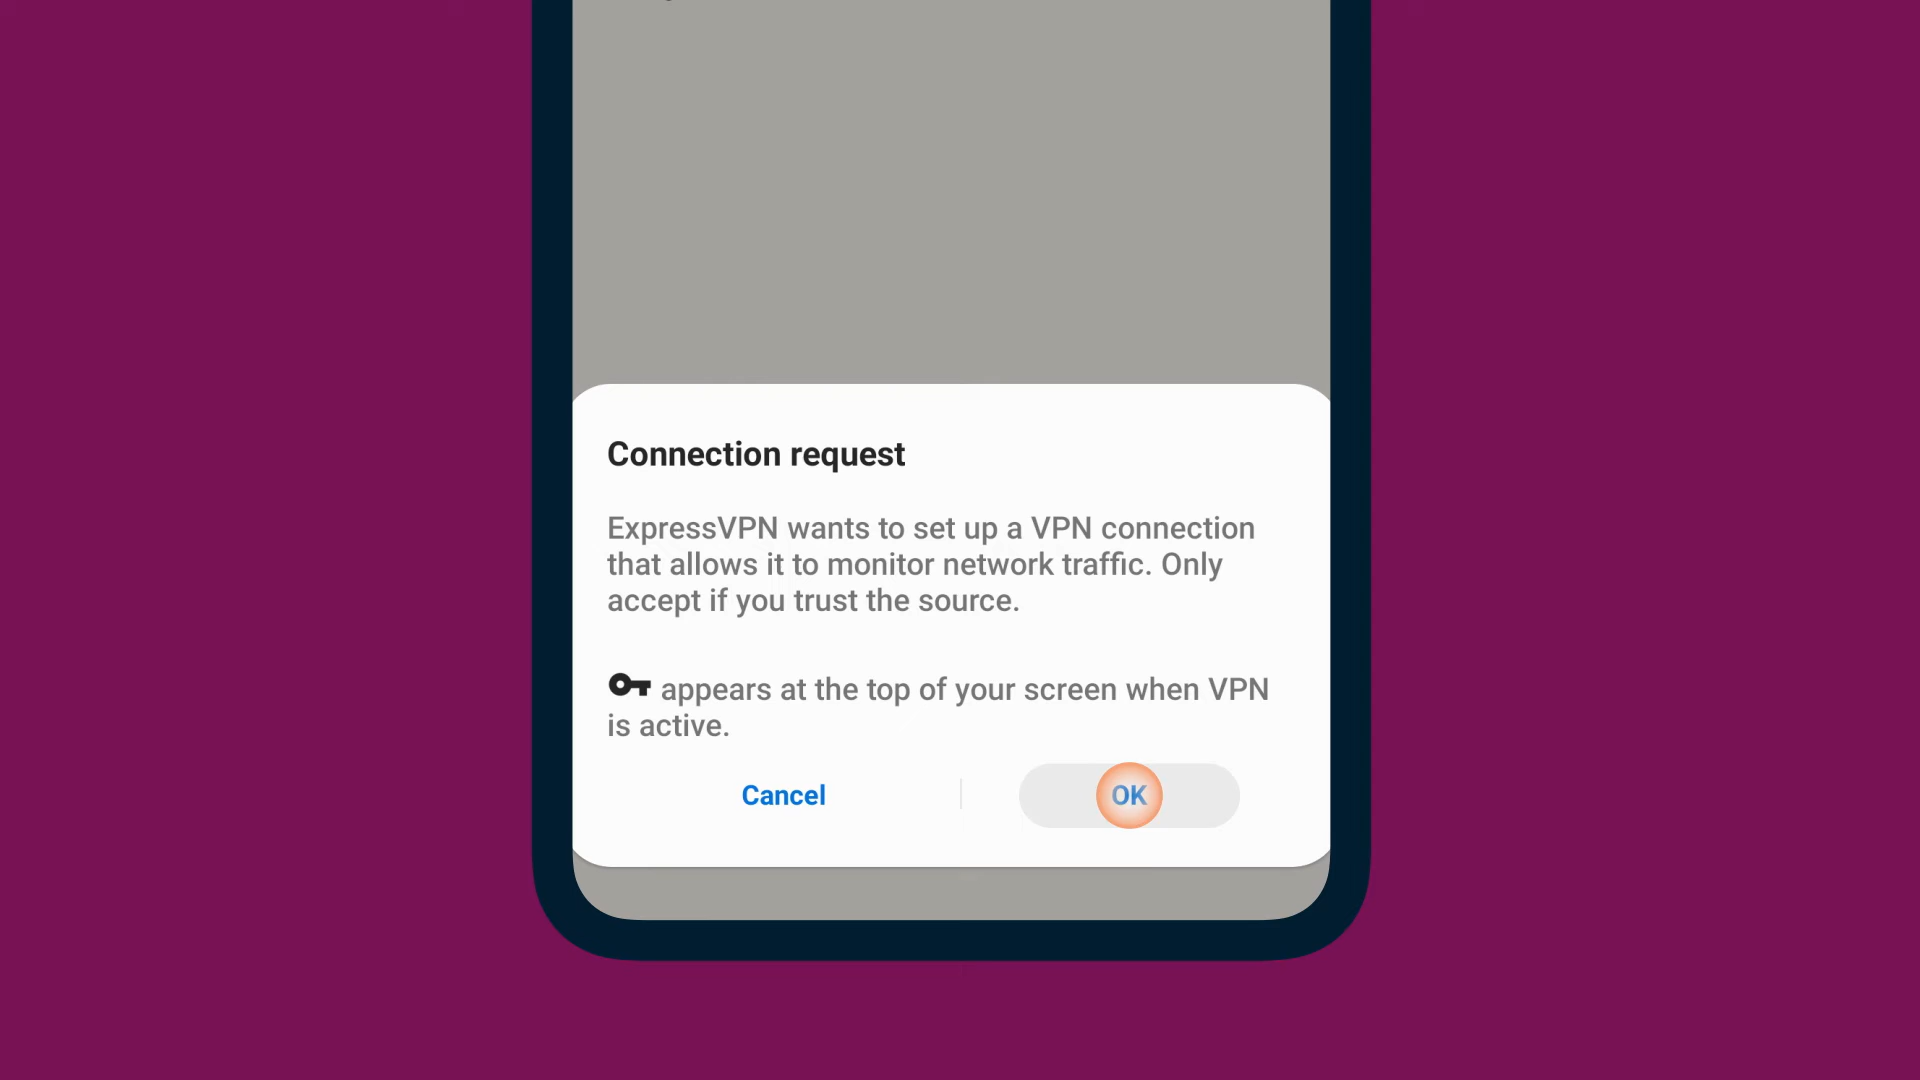 Connection request
ExpressVPN wants to set up a VPN connection
that allows it to monitor network traffic. Only
accept if you trust the source.
appears at the top of your screen when VPN
is active.
Cancel
OK